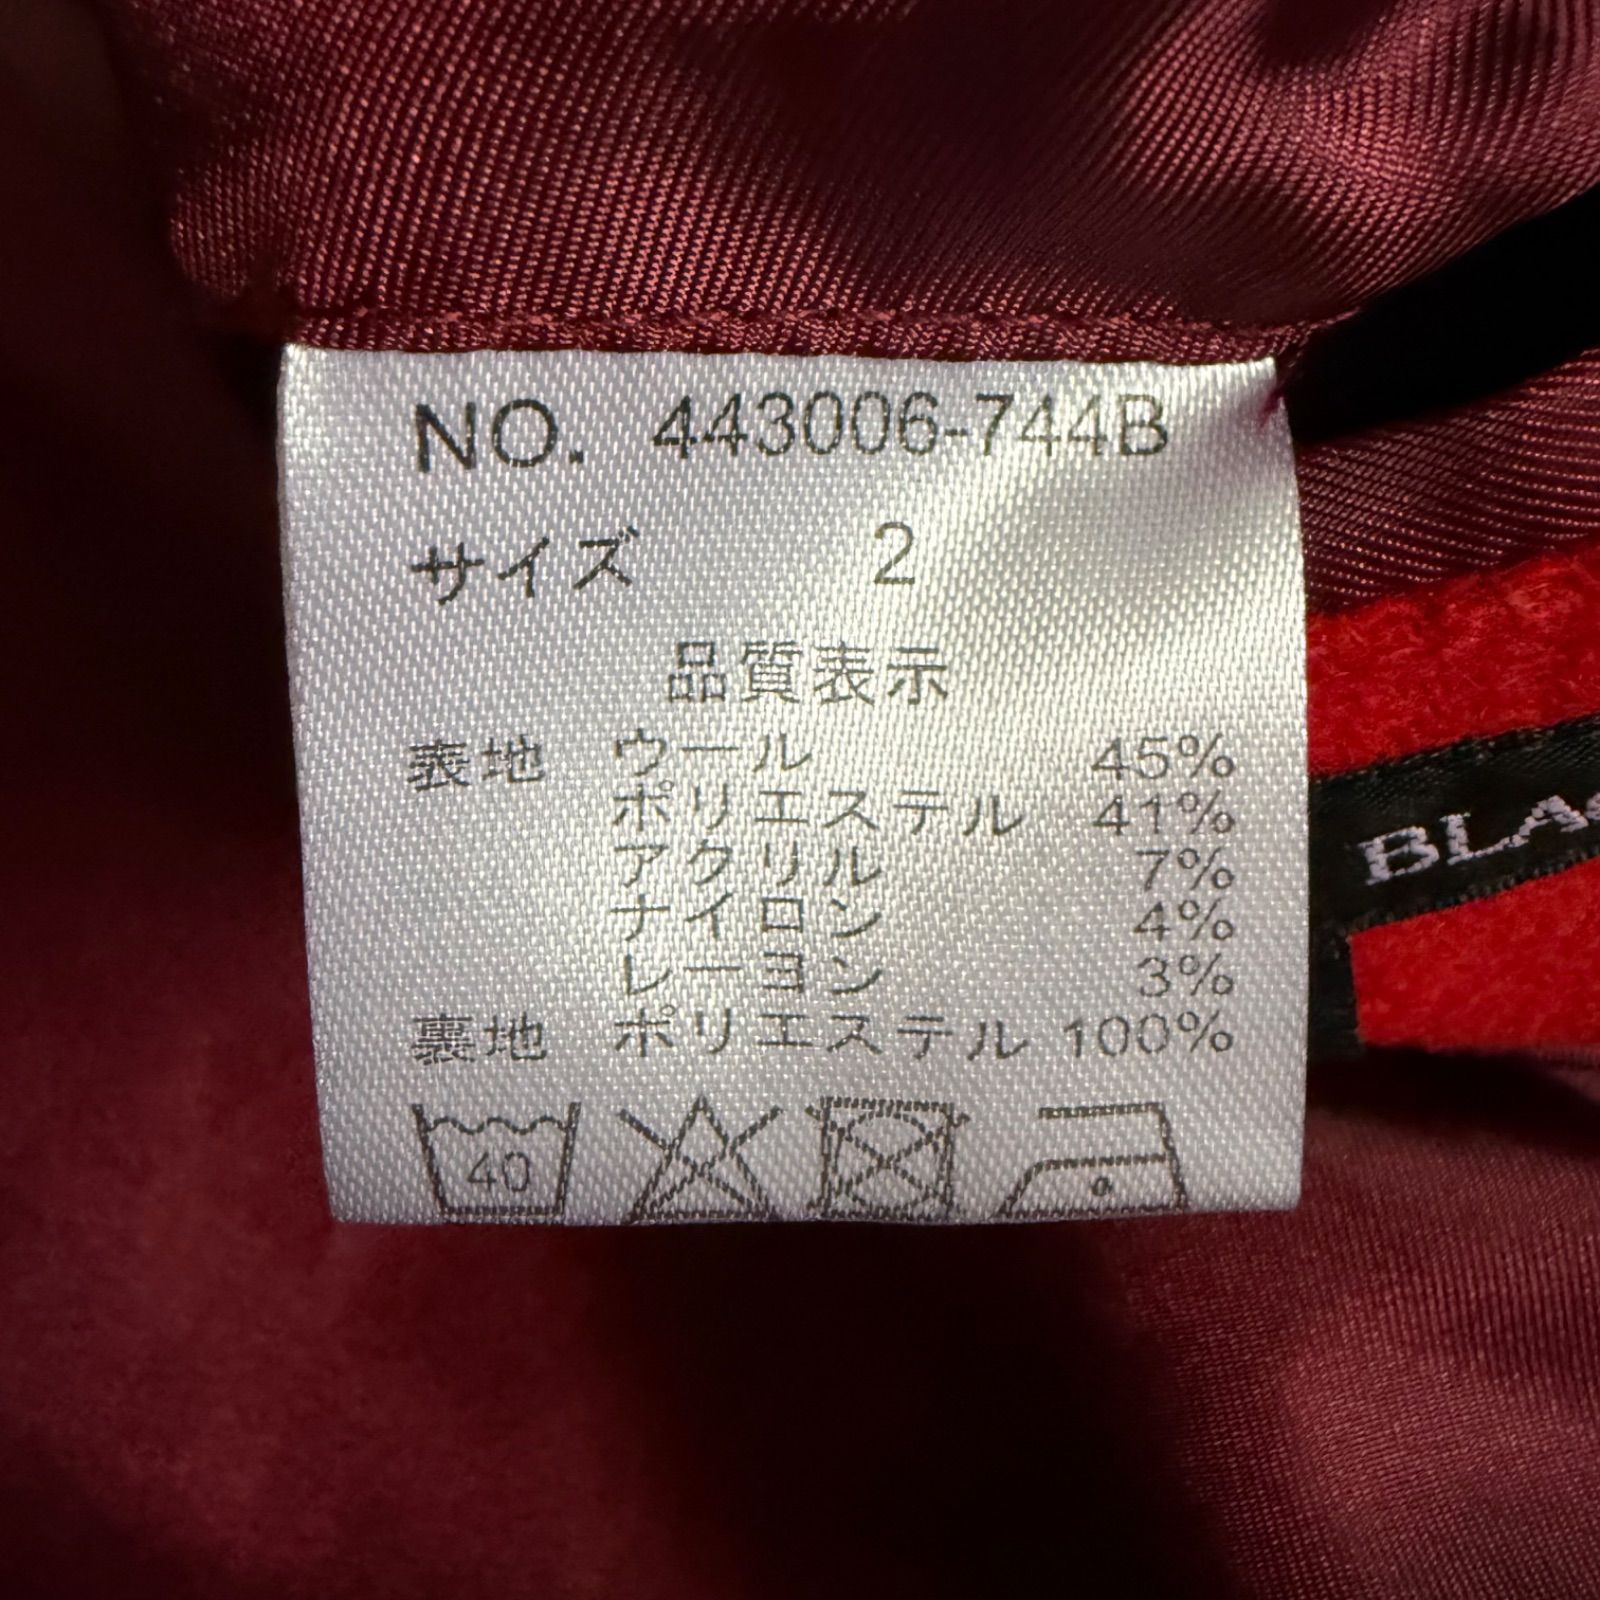 NO. 443006-744B
サイズ 2
品質表示
表地 ウール 45%
ポリエステル 41%
アクリル 7%
ナイロン 4%
レーヨン 3%
裏地 ポリエステル 100%
40